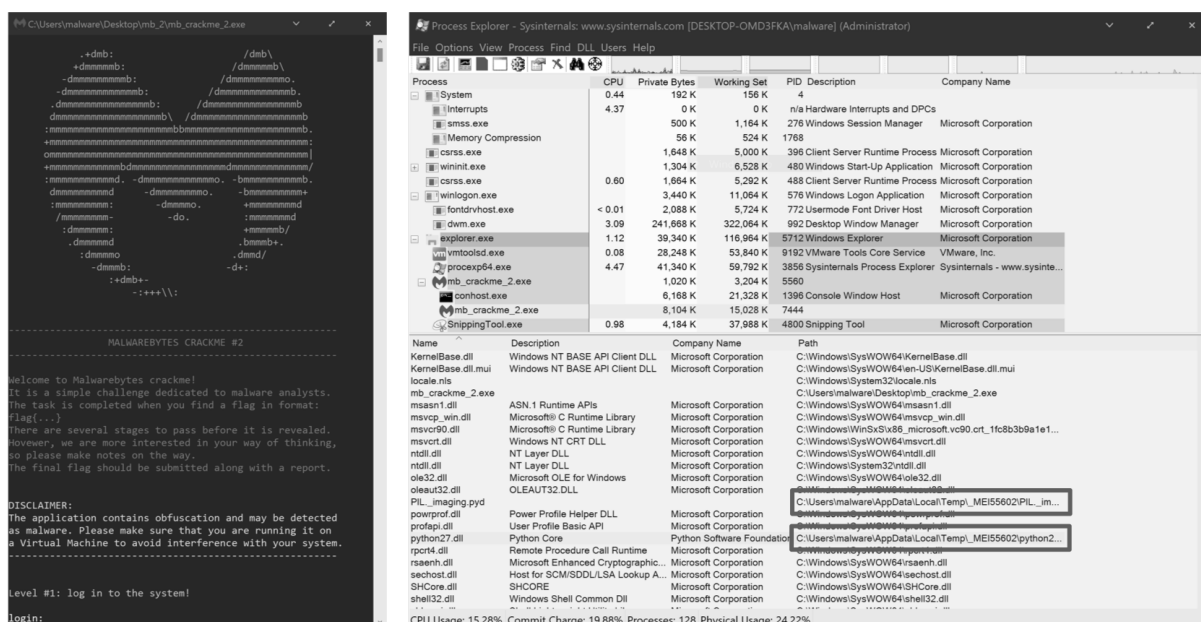 C:\Users\malware\Desktop\mb_2\mb_crackme_2.exe
MALWAREBYTES CRACKME #2
Welcome to Malwarebytes crackme!
It is a simple challenge dedicated to malware analysts.
The task is completed when you find a flag in format:
flag{...}
There are several stages to pass before it is revealed.
Hovewer, we are more interested in your way of thinking,
so please make notes on the way.
The final flag should be submitted along with a report.
DISCLAIMER:
The application contains obfuscation and may be detected
as malware. Please make sure that you are running it on
a Virtual Machine to avoid interference with your system.
Level #1: log in to the system!
login:
Process Explorer - Sysinternals: www.sysinternals.com [DESKTOP-OMD3FKA\malware] (Administrator)
File Options View Process Find DLL Users Help
Process CPU Private Bytes Working Set PID Description Company Name
System 0.44 192 K 156 K 4
Interrupts 4.37 0 K 0 K n/a Hardware Interrupts and DPCs
smss.exe 500 K 1,164 K 276 Windows Session Manager Microsoft Corporation
Memory Compression 56 K 524 K 1768
csrss.exe 1,648 K 5,000 K 396 Client Server Runtime Process Microsoft Corporation
wininit.exe 1,304 K 6,528 K 480 Windows Start-Up Application Microsoft Corporation
csrss.exe 0.60 1,664 K 5,292 K 488 Client Server Runtime Process Microsoft Corporation
winlogon.exe 3,440 K 11,064 K 576 Windows Logon Application Microsoft Corporation
fontdrvhost.exe < 0.01 2,088 K 5,724 K 772 Usermode Font Driver Host Microsoft Corporation
dwm.exe 3.09 241,668 K 322,064 K 992 Desktop Window Manager Microsoft Corporation
explorer.exe 1.12 39,340 K 116,964 K 5712 Windows Explorer Microsoft Corporation
vmtoolsd.exe 0.08 28,248 K 53,840 K 9192 VMware Tools Core Service VMware, Inc.
procexp64.exe 4.47 41,340 K 59,792 K 3856 Sysinternals Process Explorer Sysinternals - www.sysinte...
mb_crackme_2.exe 1,020 K 3,204 K 5560
conhost.exe 6,168 K 21,328 K 1396 Console Window Host Microsoft Corporation
mb_crackme_2.exe 8,104 K 15,028 K 7444
SnippingTool.exe 0.98 4,184 K 37,988 K 4800 Snipping Tool Microsoft Corporation
Name Description Company Name Path
KernelBase.dll Windows NT BASE API Client DLL Microsoft Corporation C:\Windows\SysWOW64\KernelBase.dll
KernelBase.dll.mui Windows NT BASE API Client DLL Microsoft Corporation C:\Windows\SysWOW64\en-US\KernelBase.dll.mui
locale.nls C:\Windows\System32\locale.nls
mb_crackme_2.exe C:\Users\malware\Desktop\mb_crackme_2.exe
msasn1.dll ASN.1 Runtime APIs Microsoft Corporation C:\Windows\SysWOW64\msasn1.dll
msvcp_win.dll Microsoft® C Runtime Library Microsoft Corporation C:\Windows\SysWOW64\msvcp_win.dll
msvcr90.dll Microsoft® C Runtime Library Microsoft Corporation C:\Windows\WinSxS\x86_microsoft.vc90.crt_1fc8b3b9a1e1...
msvcrt.dll Windows NT CRT DLL Microsoft Corporation C:\Windows\SysWOW64\msvcrt.dll
ntdll.dll NT Layer DLL Microsoft Corporation C:\Windows\SysWOW64\ntdll.dll
ntdll.dll NT Layer DLL Microsoft Corporation C:\Windows\System32\ntdll.dll
ole32.dll Microsoft OLE for Windows Microsoft Corporation C:\Windows\SysWOW64\ole32.dll
oleaut32.dll OLEAUT32.DLL Microsoft Corporation C:\Windows\SysWOW64\oleaut32.dll
PIL._imaging.pyd C:\Users\malware\AppData\Local\Temp\_MEI55602\PIL._im...
powrprof.dll Power Profile Helper DLL Microsoft Corporation C:\Windows\SysWOW64\powrprof.dll
profapi.dll User Profile Basic API Microsoft Corporation C:\Windows\SysWOW64\profapi.dll
python27.dll Python Core Python Software Foundation C:\Users\malware\AppData\Local\Temp\_MEI55602\python2...
rpcrt4.dll Remote Procedure Call Runtime Microsoft Corporation C:\Windows\SysWOW64\rpcrt4.dll
rsaenh.dll Microsoft Enhanced Cryptographic... Microsoft Corporation C:\Windows\SysWOW64\rsaenh.dll
sechost.dll Host for SCM/SDDL/LSA Lookup A... Microsoft Corporation C:\Windows\SysWOW64\sechost.dll
SHCore.dll SHCORE Microsoft Corporation C:\Windows\SysWOW64\SHCore.dll
shell32.dll Windows Shell Common Dll Microsoft Corporation C:\Windows\SysWOW64\shell32.dll
CPU Usage: 15.28% Commit Charge: 19.88% Processes: 128 Physical Usage: 24.22%